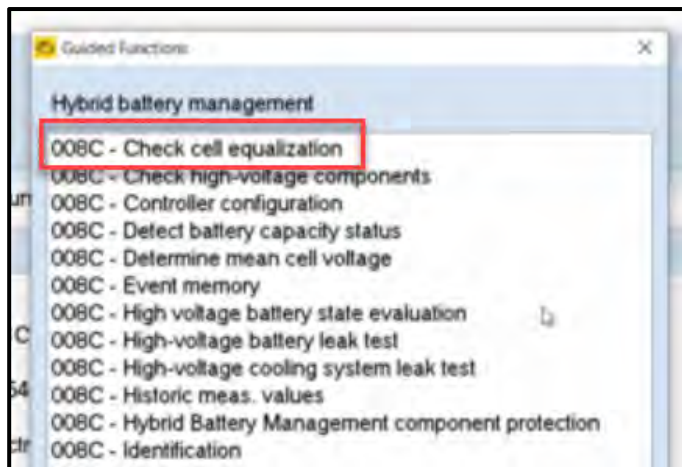 Guided Functions
Hybrid battery management
008C - Check cell equalization
008C - Check high-voltage components
008C - Controller configuration
008C - Detect battery capacity status
008C - Determine mean cell voltage
008C - Event memory
008C - High voltage battery state evaluation
008C - High-voltage battery leak test
008C - High-voltage cooling system leak test
008C - Historic meas. values
008C - Hybrid Battery Management component protection
008C - Identification